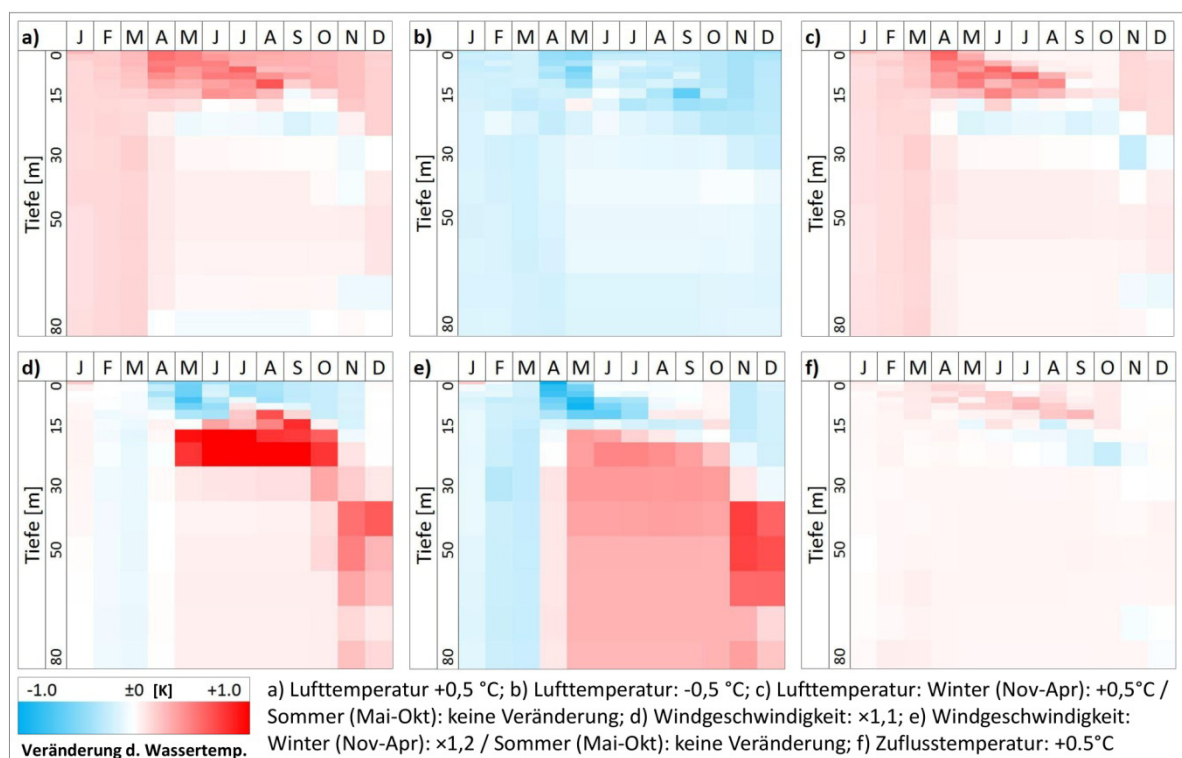 a) J F M A M J J A S O N D
b) J F M A M J J A S O N D
c) J F M A M J J A S O N D
Tiefe [m] 0 15 30 50 80
Tiefe [m] 0 15 30 50 80
Tiefe [m] 0 15 30 50 80
d) J F M A M J J A S O N D
e) J F M A M J J A S O N D
f) J F M A M J J A S O N D
Tiefe [m] 0 15 30 50 80
Tiefe [m] 0 15 30 50 80
Tiefe [m] 0 15 30 50 80
-1.0 ±0 [K] +1.0
Veränderung d. Wassertemp.
a) Lufttemperatur +0,5 °C; b) Lufttemperatur: -0,5 °C; c) Lufttemperatur: Winter (Nov-Apr): +0,5°C /
Sommer (Mai-Okt): keine Veränderung; d) Windgeschwindigkeit: ×1,1; e) Windgeschwindigkeit:
Winter (Nov-Apr): ×1,2 / Sommer (Mai-Okt): keine Veränderung; f) Zuflusstemperatur: +0.5°C